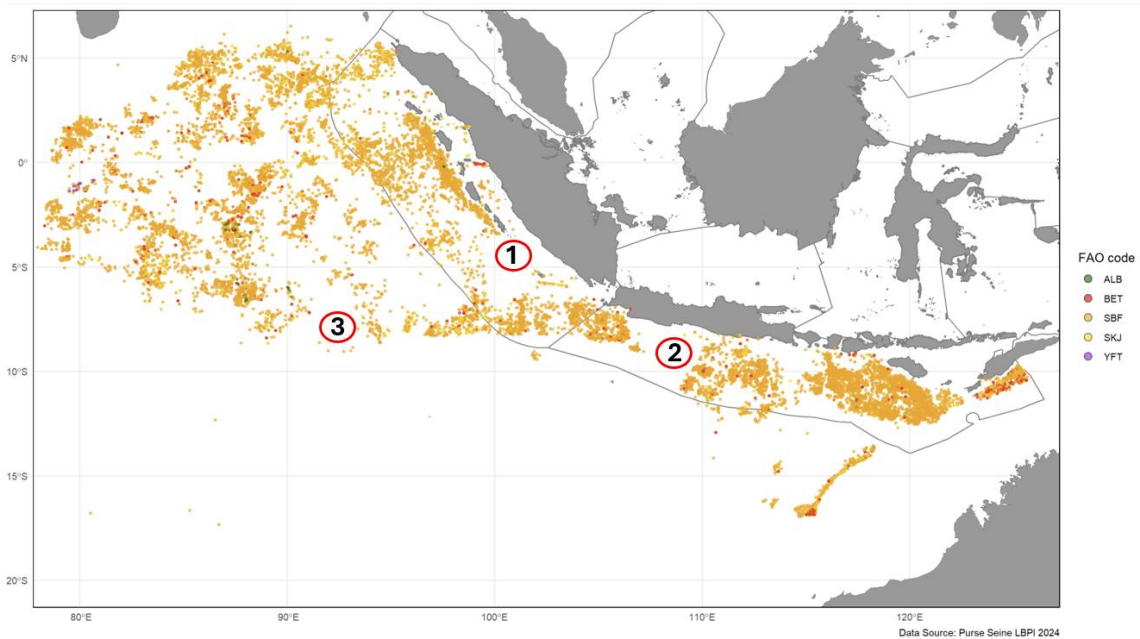 5°N
0°
5°S
10°S
15°S
20°S
80°E
90°E
100°E
110°E
120°E
1
2
3
FAO code
ALB
BET
SBF
SKJ
YFT
Data Source: Purse Seine LBPI 2024